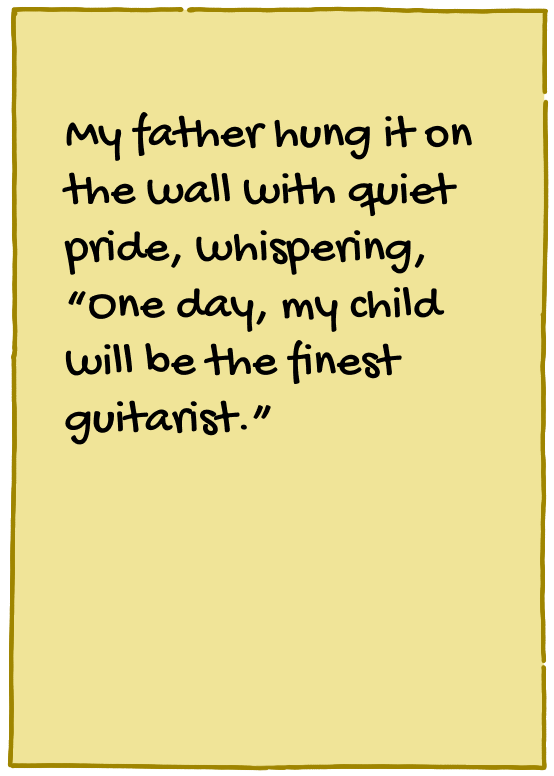 My father hung it on
the wall with quiet
pride, whispering,
“One day, my child
will be the finest
guitarist.”